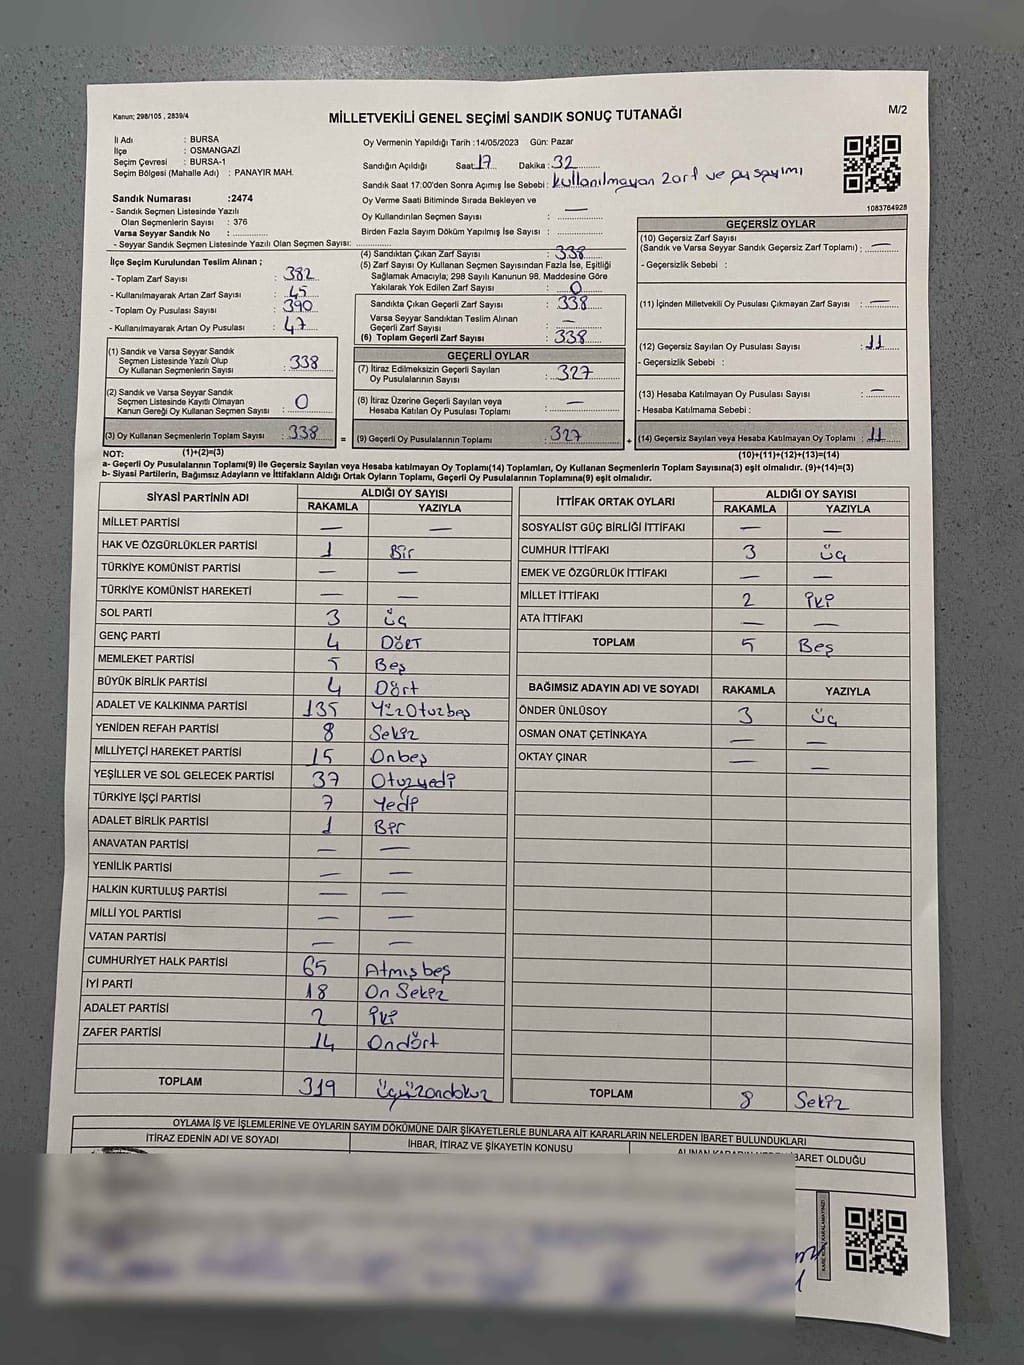 Kanun; 298/105 , 2839/4
MİLLETVEKİLİ GENEL SEÇİMİ SANDIK SONUÇ TUTANAĞI
M/2
İl Adı : BURSA
İlçe : OSMANGAZİ
Seçim Çevresi : BURSA-1
Seçim Bölgesi (Mahalle Adı) : PANAYIR MAH.
Sandık Numarası :2474
- Sandık Seçmen Listesinde Yazılı
Olan Seçmenlerin Sayısı : 376
Varsa Seyyar Sandık No :
- Seyyar Sandık Seçmen Listesinde Yazılı Olan Seçmen Sayısı:
Oy Vermenin Yapıldığı Tarih :14/05/2023 Gün: Pazar
Sandığın Açıldığı Saat: 17 Dakika: 32
Sandık Saat 17:00'den Sonra Açımış İse Sebebi : kullanılmayan zarf ve oy sayımı
Oy Verme Saati Bitiminde Sırada Bekleyen ve
Oy Kullandırılan Seçmen Sayısı : —
Birden Fazla Sayım Döküm Yapılmış İse Sayısı :
1083764928
İlçe Seçim Kurulundan Teslim Alınan ;
- Toplam Zarf Sayısı : 382
- Kullanılmayarak Artan Zarf Sayısı : 45
- Toplam Oy Pusulası Sayısı : 390
- Kullanılmayarak Artan Oy Pusulası : 47
(1) Sandık ve Varsa Seyyar Sandık
Seçmen Listesinde Yazılı Olup
Oy Kullanan Seçmenlerin Sayısı : 338
(2) Sandık ve Varsa Seyyar Sandık
Seçmen Listesinde Kayıtlı Olmayan
Kanun Gereği Oy Kullanan Seçmen Sayısı : 0
(3) Oy Kullanan Seçmenlerin Toplam Sayısı : 338
(4) Sandıktan Çıkan Zarf Sayısı : 338
(5) Zarf Sayısı Oy Kullanan Seçmen Sayısından Fazla İse, Eşitliği
Sağlamak Amacıyla; 298 Sayılı Kanunun 98. Maddesine Göre
Yakılarak Yok Edilen Zarf Sayısı : 0
Sandıkta Çıkan Geçerli Zarf Sayısı : 338
Varsa Seyyar Sandıktan Teslim Alınan
Geçerli Zarf Sayısı : —
(6) Toplam Geçerli Zarf Sayısı : 338
GEÇERLİ OYLAR
(7) İtiraz Edilmeksizin Geçerli Sayılan
Oy Pusulalarının Sayısı : 327
(8) İtiraz Üzerine Geçerli Sayılan veya
Hesaba Katılan Oy Pusulası Toplamı : —
= (9) Geçerli Oy Pusulalarının Toplamı : 327
GEÇERSİZ OYLAR
(10) Geçersiz Zarf Sayısı
(Sandık ve Varsa Seyyar Sandık Geçersiz Zarf Toplamı) : —
- Geçersizlik Sebebi :
(11) İçinden Milletvekili Oy Pusulası Çıkmayan Zarf Sayısı : —
(12) Geçersiz Sayılan Oy Pusulası Sayısı : 11
- Geçersizlik Sebebi :
(13) Hesaba Katılmayan Oy Pusulası Sayısı : —
- Hesaba Katılmama Sebebi :
+ (14) Geçersiz Sayılan veya Hesaba Katılmayan Oy Toplamı : 11
NOT: (1)+(2)=(3)
(10)+(11)+(12)+(13)=(14)
a- Geçerli Oy Pusulalarının Toplamı(9) ile Geçersiz Sayılan veya Hesaba katılmayan Oy Toplamı(14) Toplamları, Oy Kullanan Seçmenlerin Toplam Sayısına(3) eşit olmalıdır. (9)+(14)=(3)
b- Siyasi Partilerin, Bağımsız Adayların ve İttifakların Aldığı Ortak Oyların Toplamı, Geçerli Oy Pusulalarının Toplamına(9) eşit olmalıdır.
SİYASİ PARTİNİN ADI ALDIĞI OY SAYISI
RAKAMLA YAZIYLA
MİLLET PARTİSİ — —
HAK VE ÖZGÜRLÜKLER PARTİSİ 1 Bir
TÜRKİYE KOMÜNİST PARTİSİ — —
TÜRKİYE KOMÜNİST HAREKETİ — —
SOL PARTİ 3 Üç
GENÇ PARTİ 4 Dört
MEMLEKET PARTİSİ 5 Beş
BÜYÜK BİRLİK PARTİSİ 4 Dört
ADALET VE KALKINMA PARTİSİ 135 YüzOtuzbeş
YENİDEN REFAH PARTİSİ 8 Sekiz
MİLLİYETÇİ HAREKET PARTİSİ 15 Onbeş
YEŞİLLER VE SOL GELECEK PARTİSİ 37 Otuzyedi
TÜRKİYE İŞÇİ PARTİSİ 7 Yedi
ADALET BİRLİK PARTİSİ 1 Bir
ANAVATAN PARTİSİ — —
YENİLİK PARTİSİ — —
HALKIN KURTULUŞ PARTİSİ — —
MİLLİ YOL PARTİSİ — —
VATAN PARTİSİ — —
CUMHURİYET HALK PARTİSİ 65 Atmışbeş
İYİ PARTİ 18 On Sekiz
ADALET PARTİSİ 2 İki
ZAFER PARTİSİ 14 Ondört
TOPLAM 319 Üçyüzondokuz
İTTİFAK ORTAK OYLARI ALDIĞI OY SAYISI
RAKAMLA YAZIYLA
SOSYALİST GÜÇ BİRLİĞİ İTTİFAKI — —
CUMHUR İTTİFAKI 3 Üç
EMEK VE ÖZGÜRLÜK İTTİFAKI — —
MİLLET İTTİFAKI 2 İki
ATA İTTİFAKI — —
TOPLAM 5 Beş
BAĞIMSIZ ADAYIN ADI VE SOYADI RAKAMLA YAZIYLA
ÖNDER ÜNLÜSOY 3 Üç
OSMAN ONAT ÇETİNKAYA — —
OKTAY ÇINAR — —
TOPLAM 8 Sekiz
OYLAMA İŞ VE İŞLEMLERİNE VE OYLARIN SAYIM DÖKÜMÜNE DAİR ŞİKAYETLERLE BUNLARA AİT KARARLARIN NELERDEN İBARET BULUNDUKLARI
İTİRAZ EDENİN ADI VE SOYADI
İHBAR, İTİRAZ VE ŞİKAYETİN KONUSU
İBARET OLDUĞU